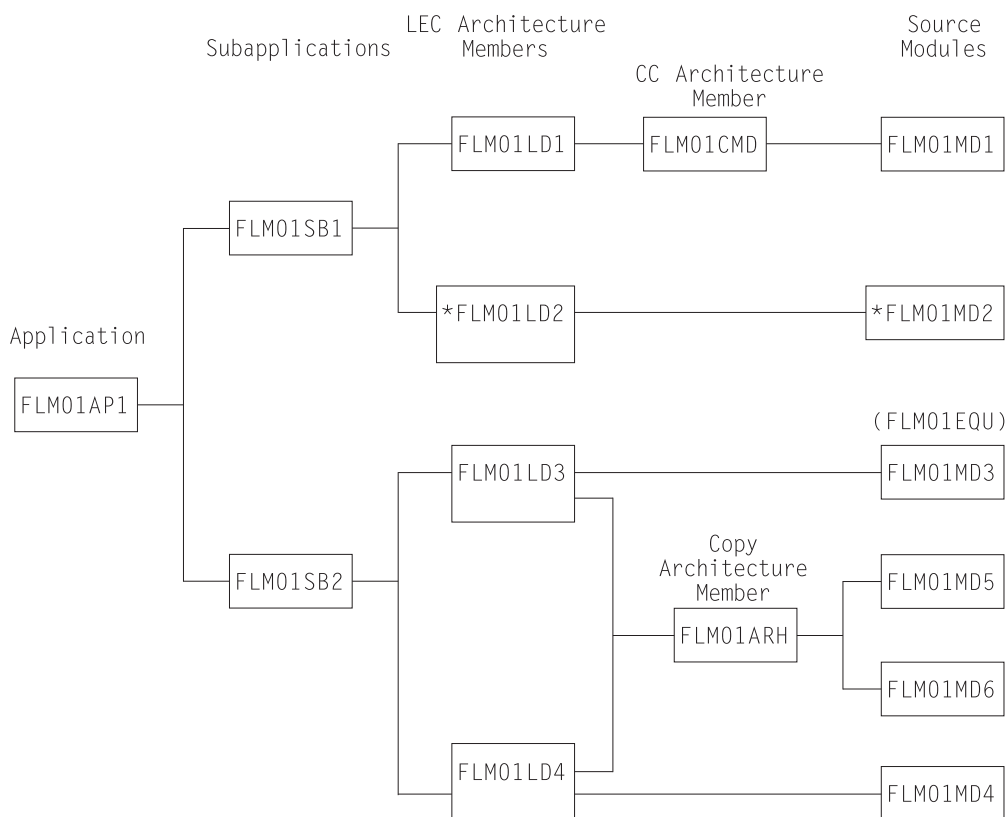 LEC Architecture
Members
Source
Modules
Subapplications
CC Architecture
Member
FLM01LD1
FLM01CMD
FLM01MD1
FLM01SB1
*FLM01LD2
*FLM01MD2
Application
FLM01AP1
(FLM01EQU)
FLM01LD3
FLM01MD3
Copy
Architecture
Member
FLM01SB2
FLM01MD5
FLM01ARH
FLM01MD6
FLM01LD4
FLM01MD4